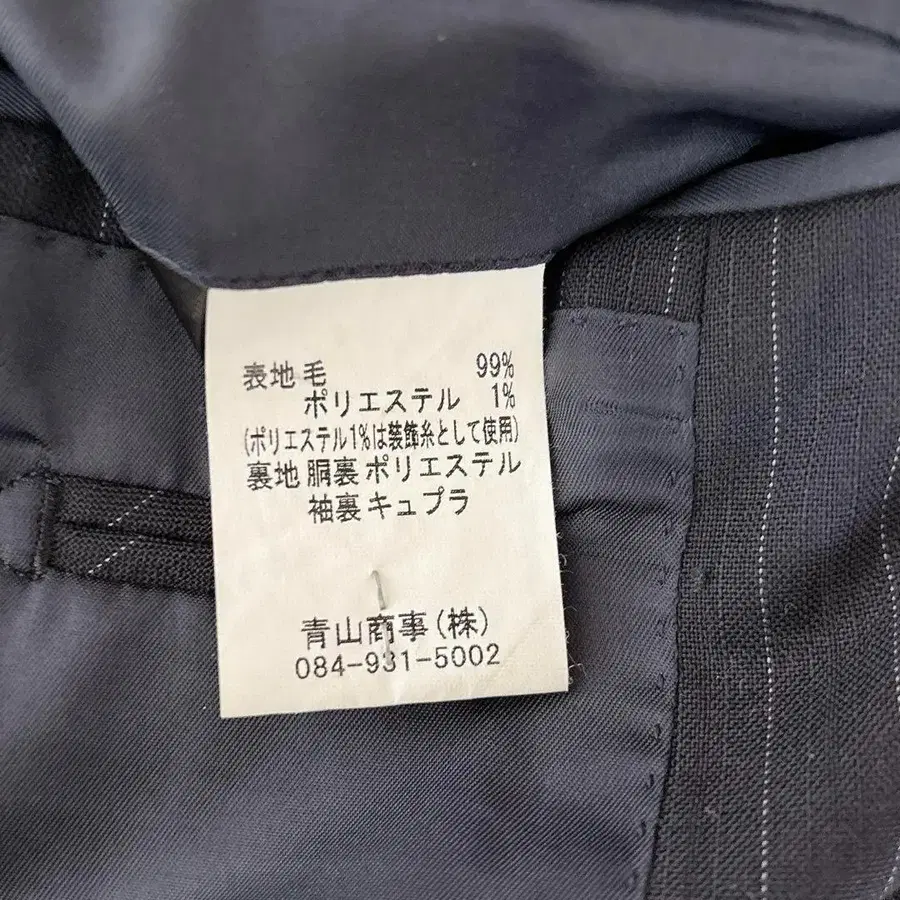 表地 毛 99%
ポリエステル 1%
(ポリエステル1%は装飾糸として使用)
裏地 胴裏 ポリエステル
袖裏 キュプラ
青山商事(株)
084-931-5002